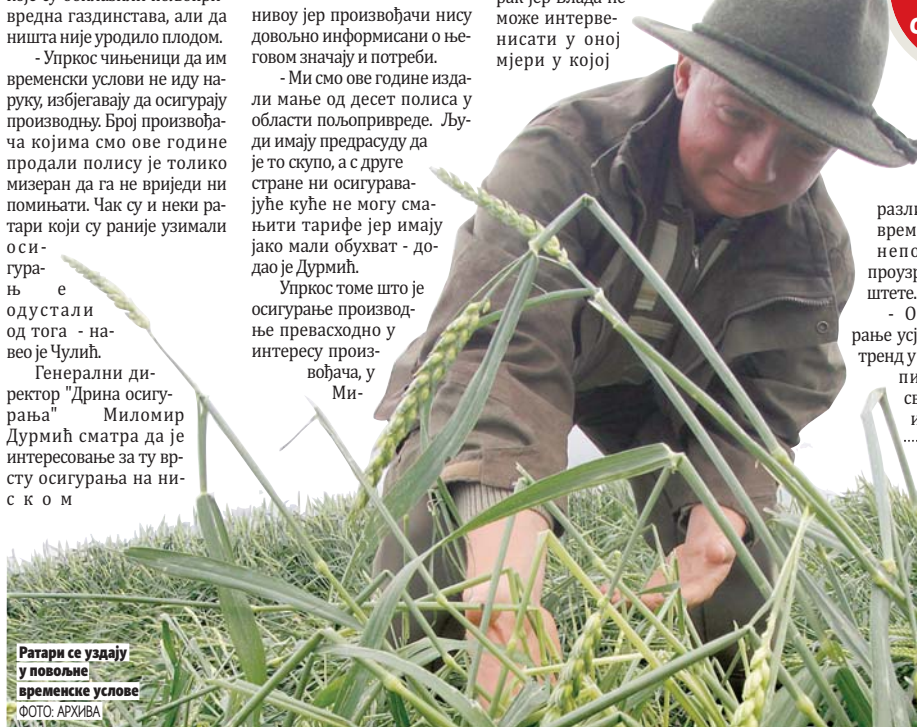 вредна газдинства, али да
ништа није уродило плодом.
- Упркос чињеници да им
временски услови не иду на-
руку, избјегавају да осигурају
производњу. Број произвођа-
ча којима смо ове године
продали полису је толико
мизеран да га не вриједи ни
помињати. Чак су и неки ра-
тари који су раније узимали
оси-
гура-
њ е
одустали
од тога - на-
вео је Чулић.
Генерални ди-
ректор "Дрина осигу-
рања" Миломир
Дурмић сматра да је
интересовање за ту вр-
сту осигурања на ни-
с к о м
нивоу јер произвођачи нису
довољно информисани о ње-
говом значају и потреби.
- Ми смо ове године изда-
ли мање од десет полиса у
области пољопривреде. Љу-
ди имају предрасуду да
је то скупо, а с друге
стране ни осигурава-
јуће куће не могу сма-
њити тарифе јер имају
јако мали обухват - до-
дао је Дурмић.
Упркос томе што је
осигурање производ-
ње превасходно у
интересу произ-
вођача, у
Ми-
може интерве-
нисати у оној
мјери у којој
разли
врем
непо
проузр
штете.
- О
рање усј
тренд у
пи
св
и
Ратари се уздају
у повољне
временске услове
ФОТО: АРХИВА